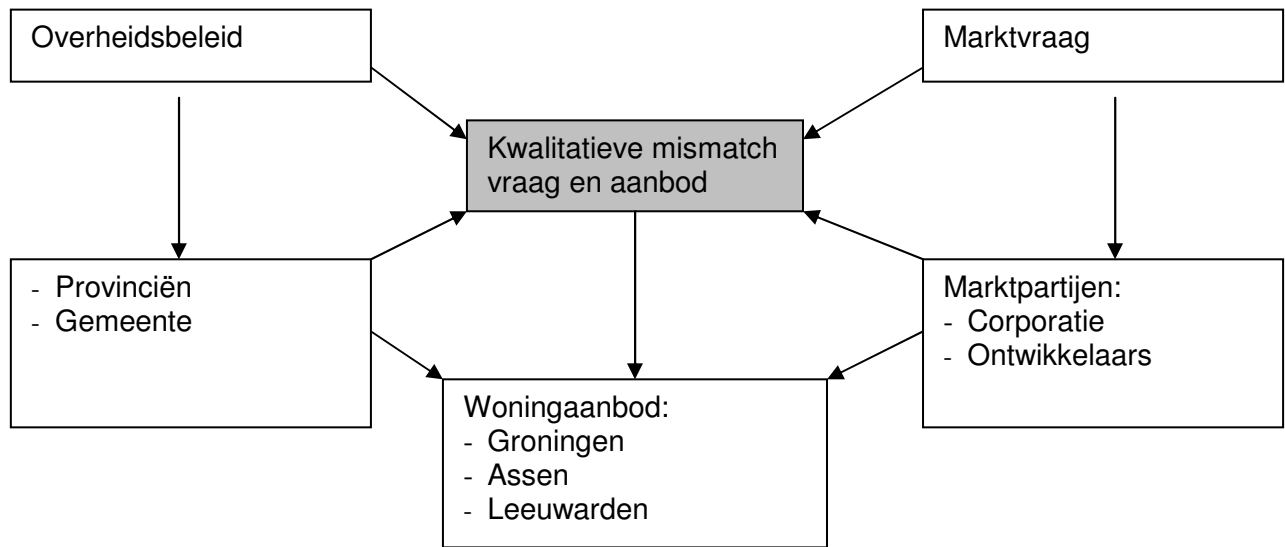 Overheidsbeleid
Marktvraag
Kwalitatieve mismatch
vraag en aanbod
- Provinciën
- Gemeente
Marktpartijen:
- Corporatie
- Ontwikkelaars
Woningaanbod:
- Groningen
- Assen
- Leeuwarden